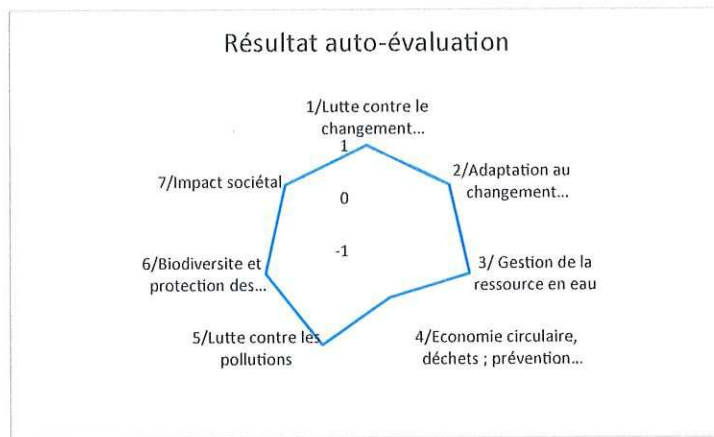 Résultat auto-évaluation
1/Lutte contre le
changement...
1
0
-1
2/Adaptation au
changement...
3/ Gestion de la
ressource en eau
4/Economie circulaire,
déchets ; prévention...
5/Lutte contre les
pollutions
6/Biodiversite et
protection des...
7/Impact sociétal